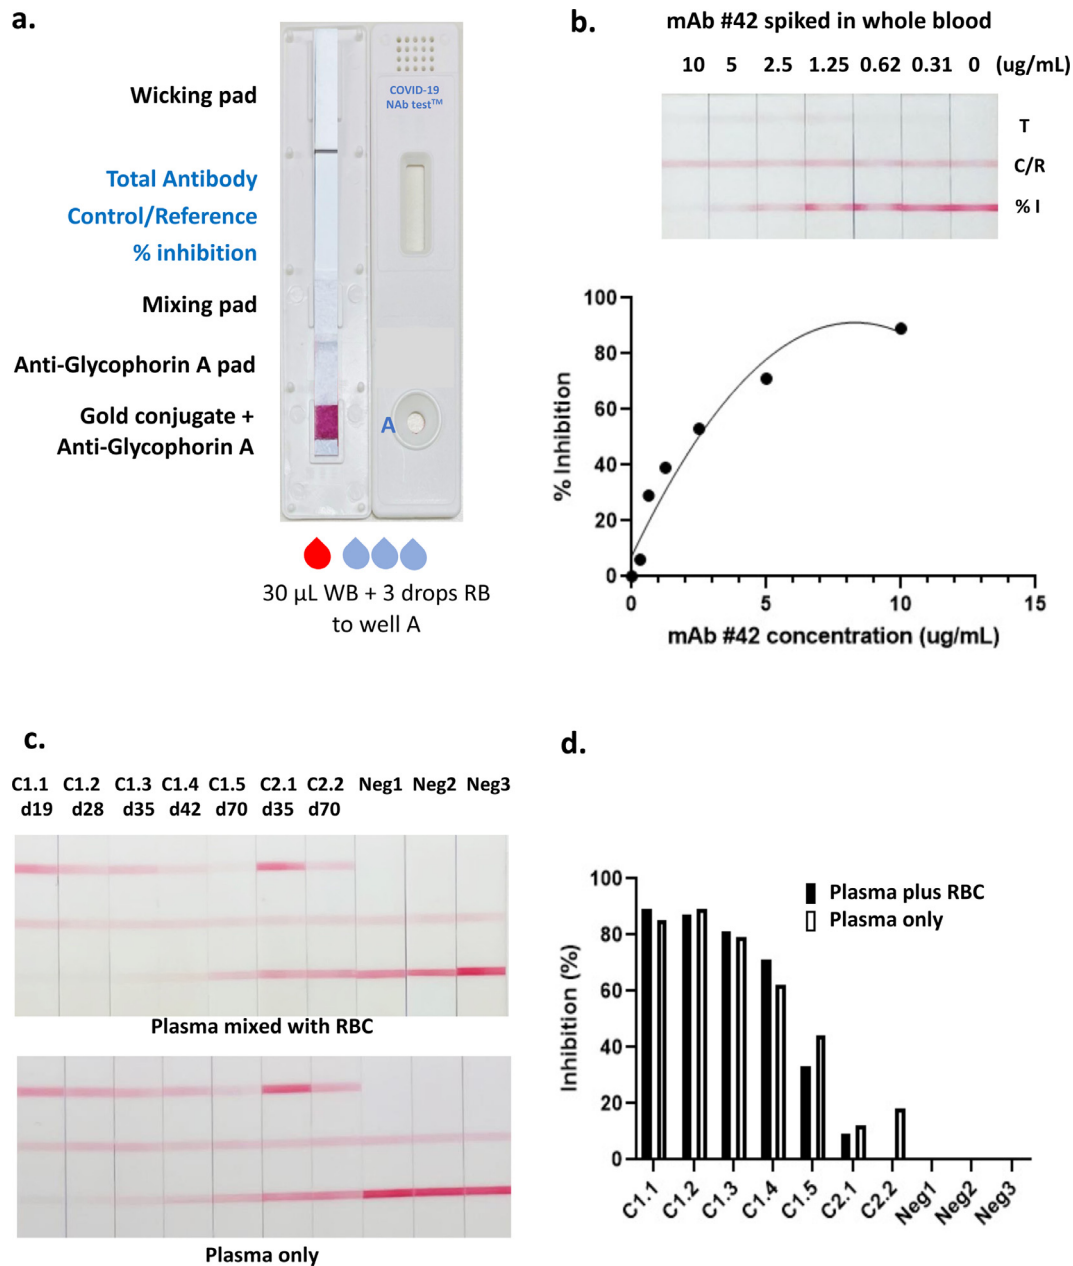 a.
Wicking pad
Total Antibody
Control/Reference
% inhibition
Mixing pad
Anti-Glycophorin A pad
Gold conjugate +
Anti-Glycophorin A
COVID-19
NAb test™
A
30 µL WB + 3 drops RB
to well A
b.
mAb #42 spiked in whole blood
10 5 2.5 1.25 0.62 0.31 0 (ug/mL)
T
C/R
% I
% Inhibition
100
80
60
40
20
0
0 5 10 15
mAb #42 concentration (ug/mL)
c.
C1.1 C1.2 C1.3 C1.4 C1.5 C2.1 C2.2 Neg1 Neg2 Neg3
d19 d28 d35 d42 d70 d35 d70
Plasma mixed with RBC
Plasma only
d.
Plasma plus RBC
Plasma only
Inhibition (%)
100
80
60
40
20
0
C1.1 C1.2 C1.3 C1.4 C1.5 C2.1 C2.2 Neg1 Neg2 Neg3